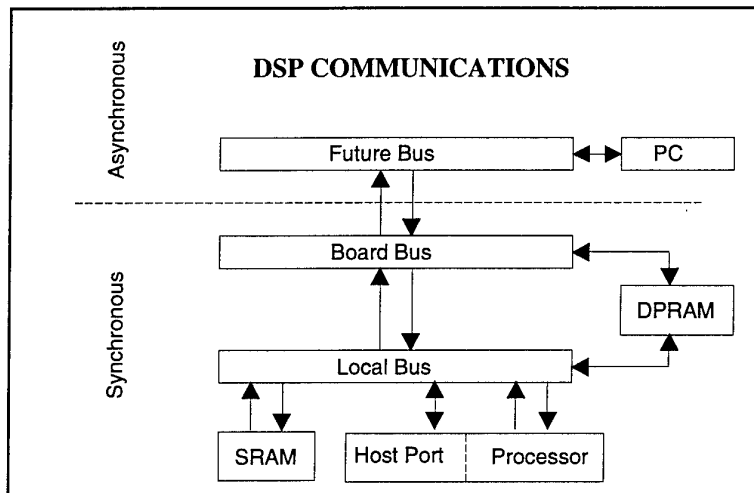 DSP COMMUNICATIONS
Asynchronous
Future Bus
PC
Board Bus
Synchronous
DPRAM
Local Bus
SRAM
Host Port
Processor